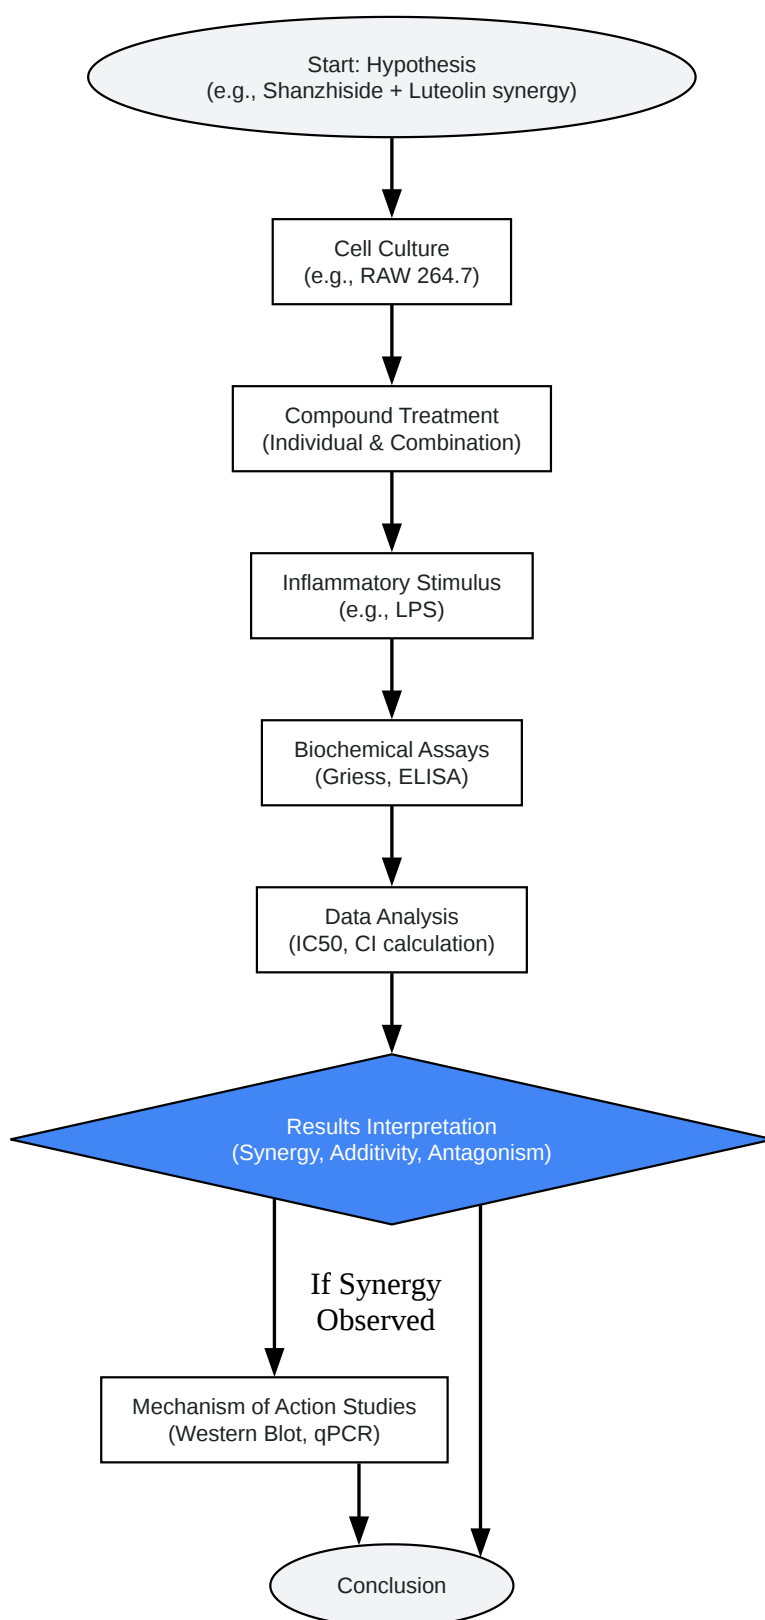 Start: Hypothesis
(e.g., Shanzhiside + Luteolin synergy)
Cell Culture
(e.g., RAW 264.7)
Compound Treatment
(Individual & Combination)
Inflammatory Stimulus
(e.g., LPS)
Biochemical Assays
(Griess, ELISA)
Data Analysis
(IC50, CI calculation)
Results Interpretation
(Synergy, Additivity, Antagonism)
If Synergy
Observed
Mechanism of Action Studies
(Western Blot, qPCR)
Conclusion